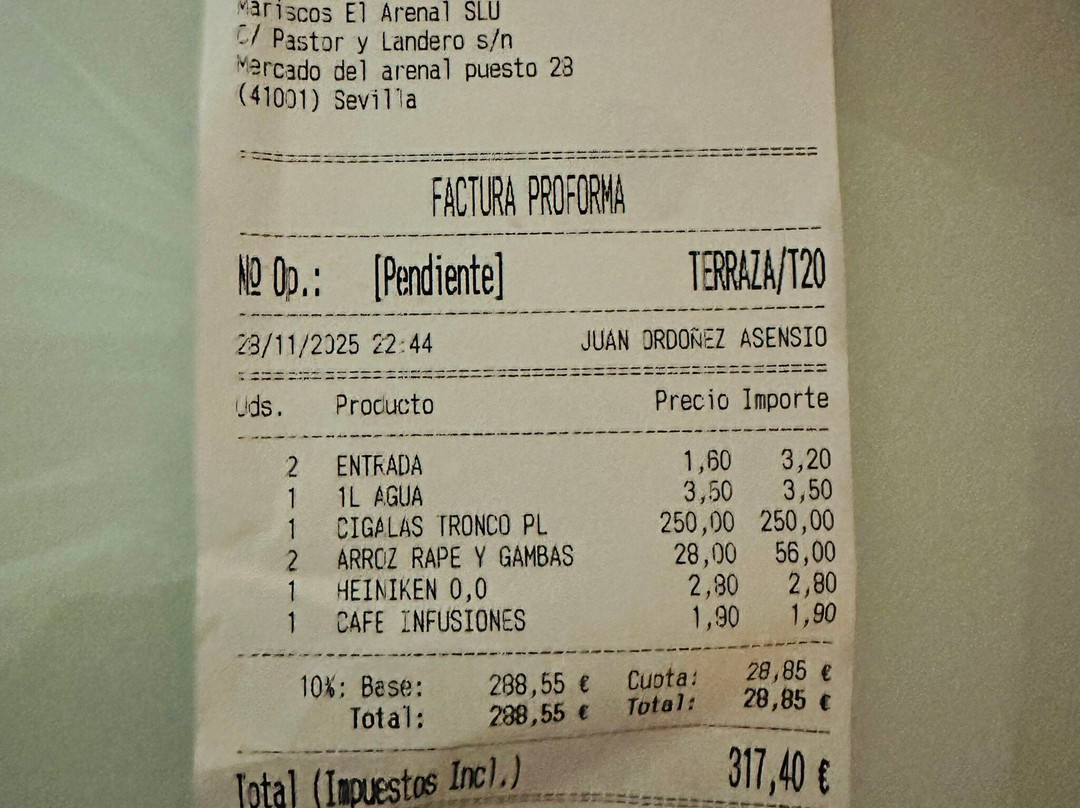 Mariscos El Arenal SLU
C/ Pastor y Landero s/n
Mercado del arenal puesto 23
(41001) Sevilla
FACTURA PROFORMA
Nº Op.: [Pendiente] TERRAZA/T20
28/11/2025 22:44 JUAN ORDOÑEZ ASENSIO
Uds. Producto Precio Importe
2 ENTRADA 1,60 3,20
1 1L AGUA 3,50 3,50
1 CIGALAS TRONCO PL 250,00 250,00
2 ARROZ RAPE Y GAMBAS 28,00 56,00
1 HEINIKEN 0,0 2,80 2,80
1 CAFE INFUSIONES 1,90 1,90
10%: Base: 288,55 € Cuota: 28,85 €
Total: 288,55 € Total: 28,85 €
Total (Impuestos Incl.) 317,40 €